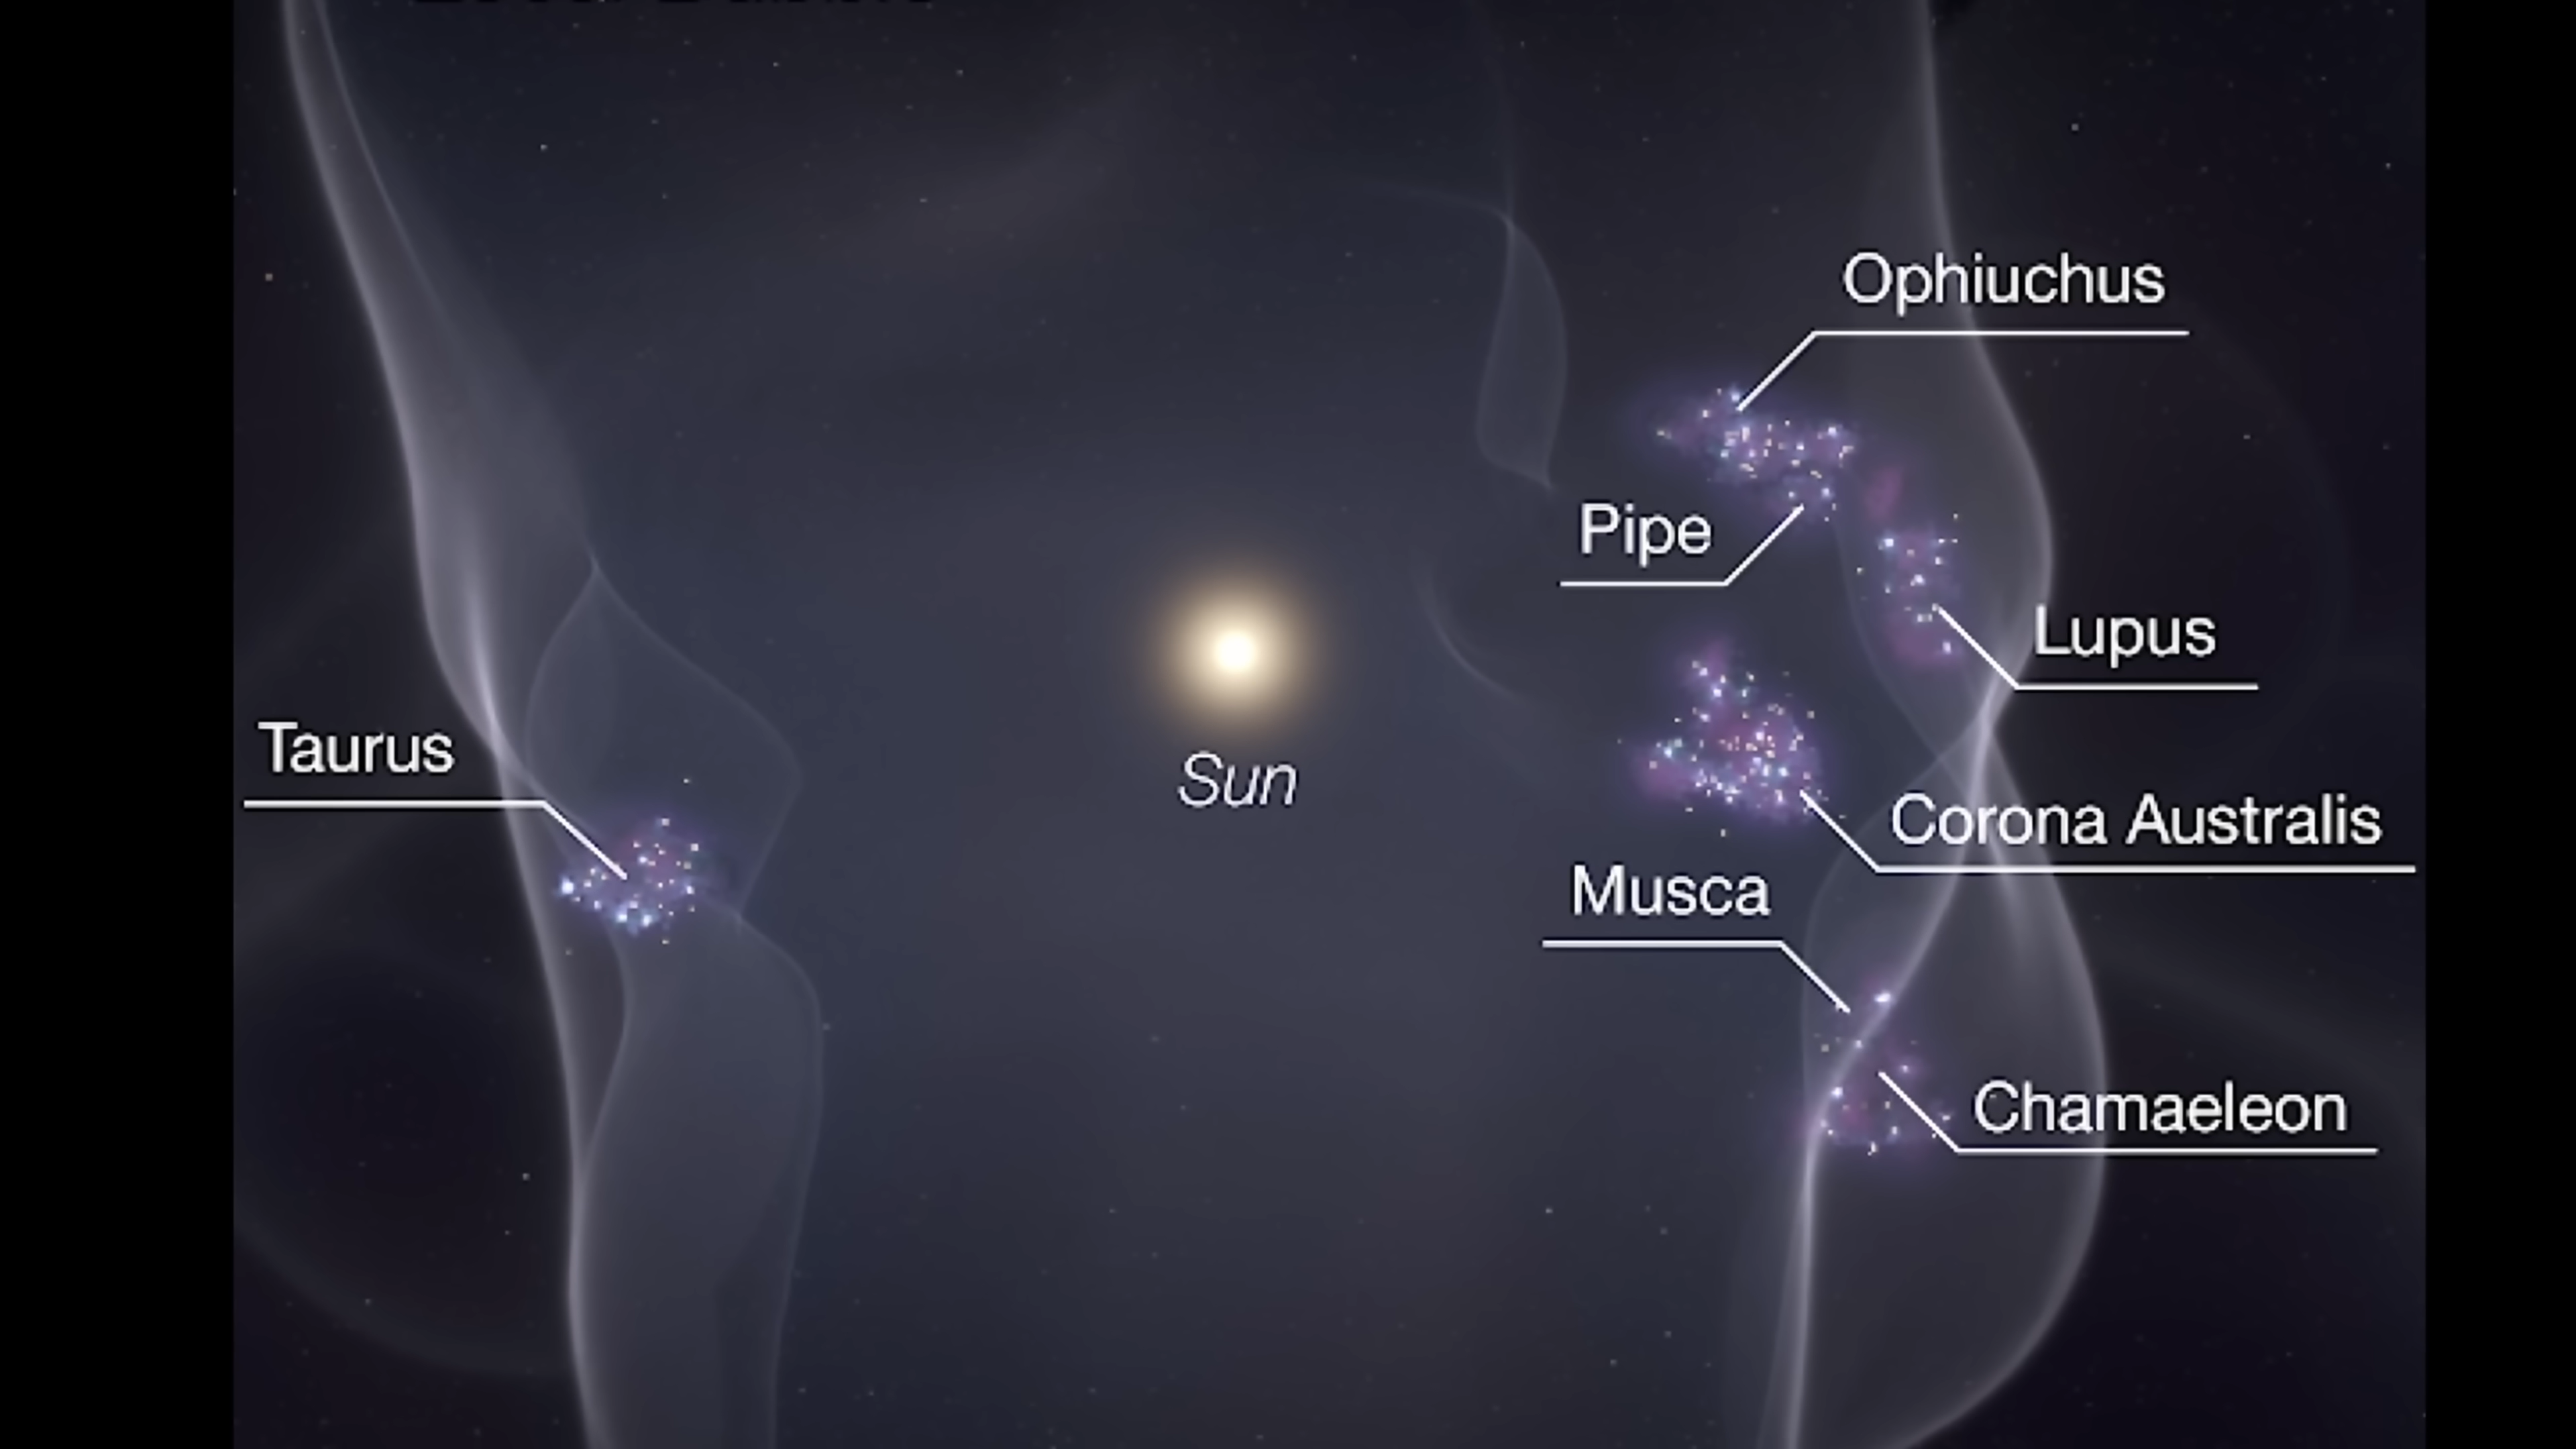 Ophiuchus
Pipe
Lupus
Taurus
Sun
Corona Australis
Musca
Chamaeleon